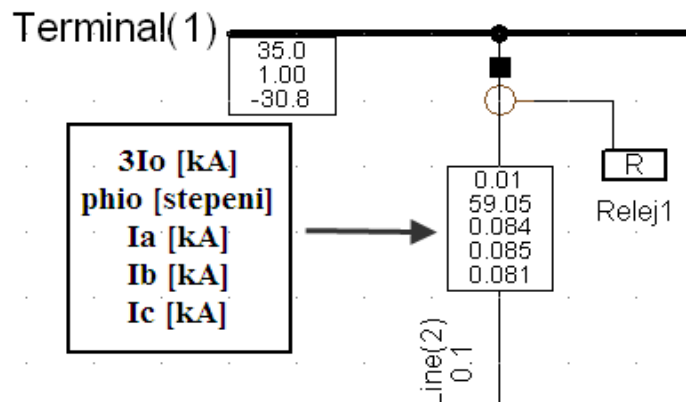 Terminal(1)
35.0
1.00
-30.8
3Io [kA]
phio [stepeni]
Ia [kA]
Ib [kA]
Ic [kA]
0.01
59.05
0.084
0.085
0.081
R
Relej1
Line(2)
0.1